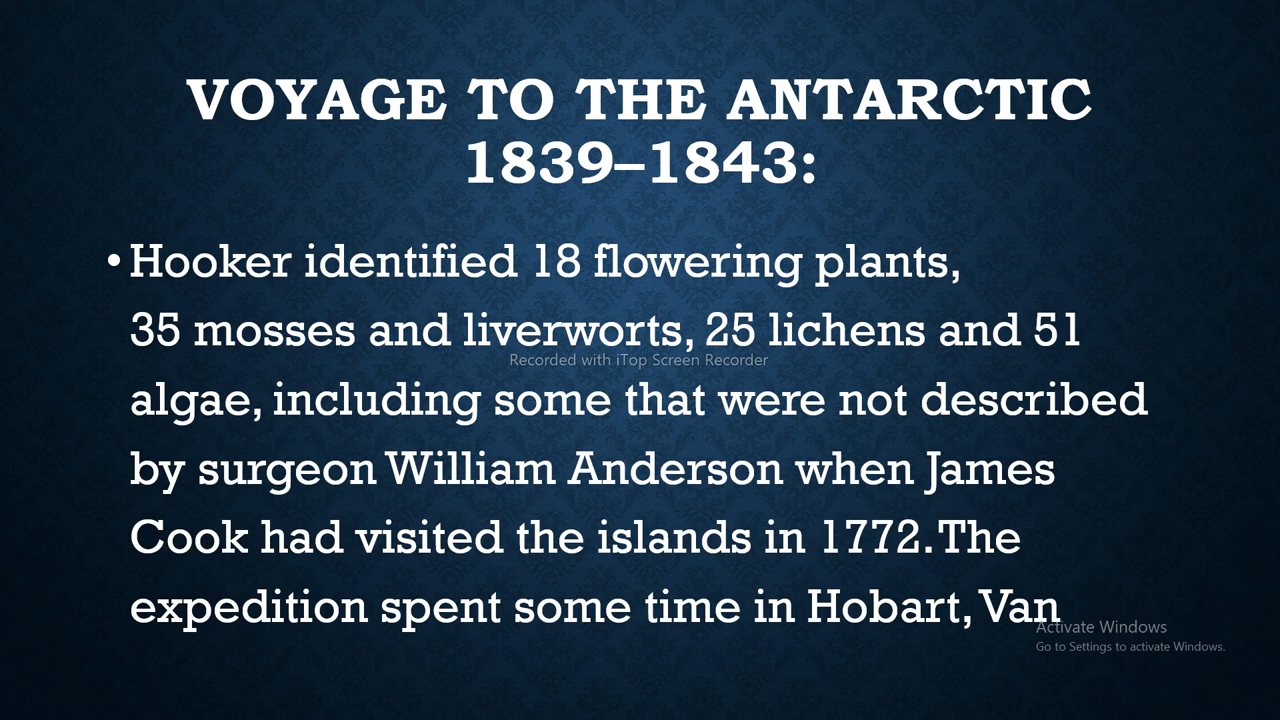 VOYAGE TO THE ANTARCTIC
1839–1843:
• Hooker identified 18 flowering plants,
35 mosses and liverworts, 25 lichens and 51
Recorded with iTop Screen Recorder
algae, including some that were not described
by surgeon William Anderson when James
Cook had visited the islands in 1772.The
expedition spent some time in Hobart, Van
Activate Windows
Go to Settings to activate Windows.